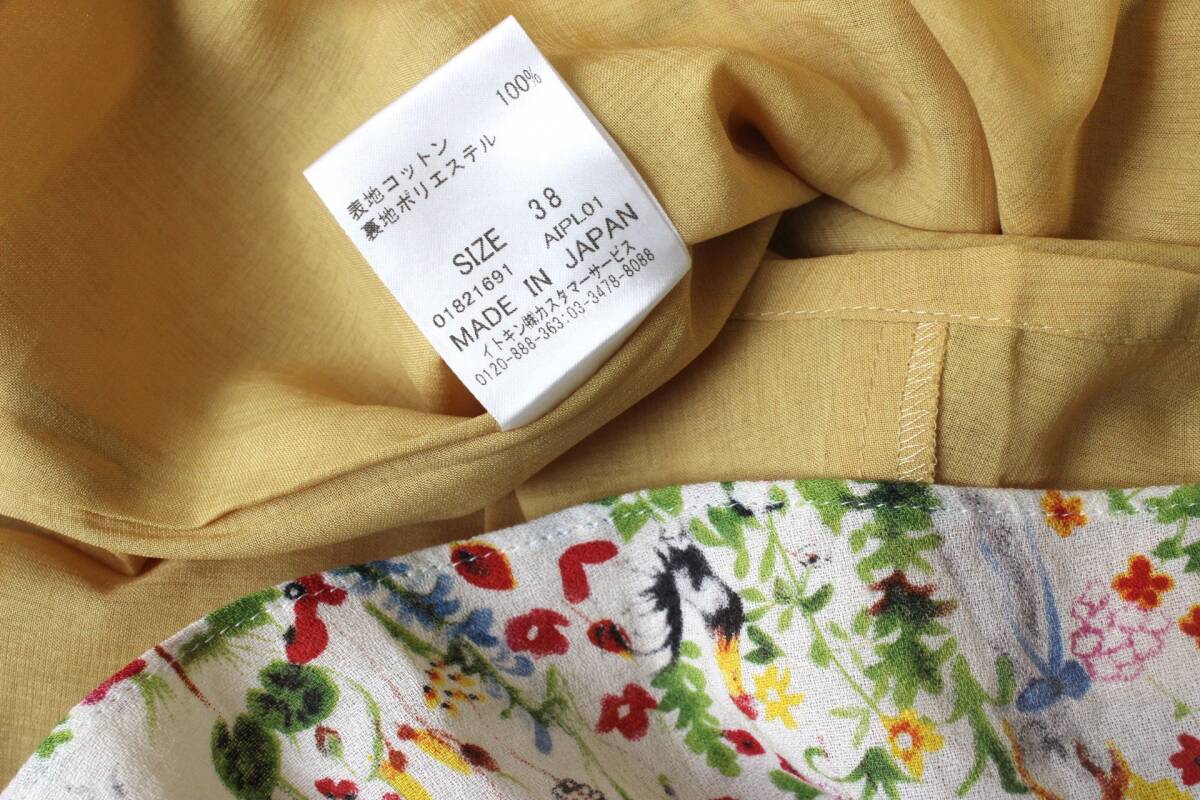 100%
表地コットン
裏地ポリエステル
SIZE 38
01821691 AIPL01
MADE IN JAPAN
イトキン㈱カスタマーサービス
0120-888-363:03-3478-8088